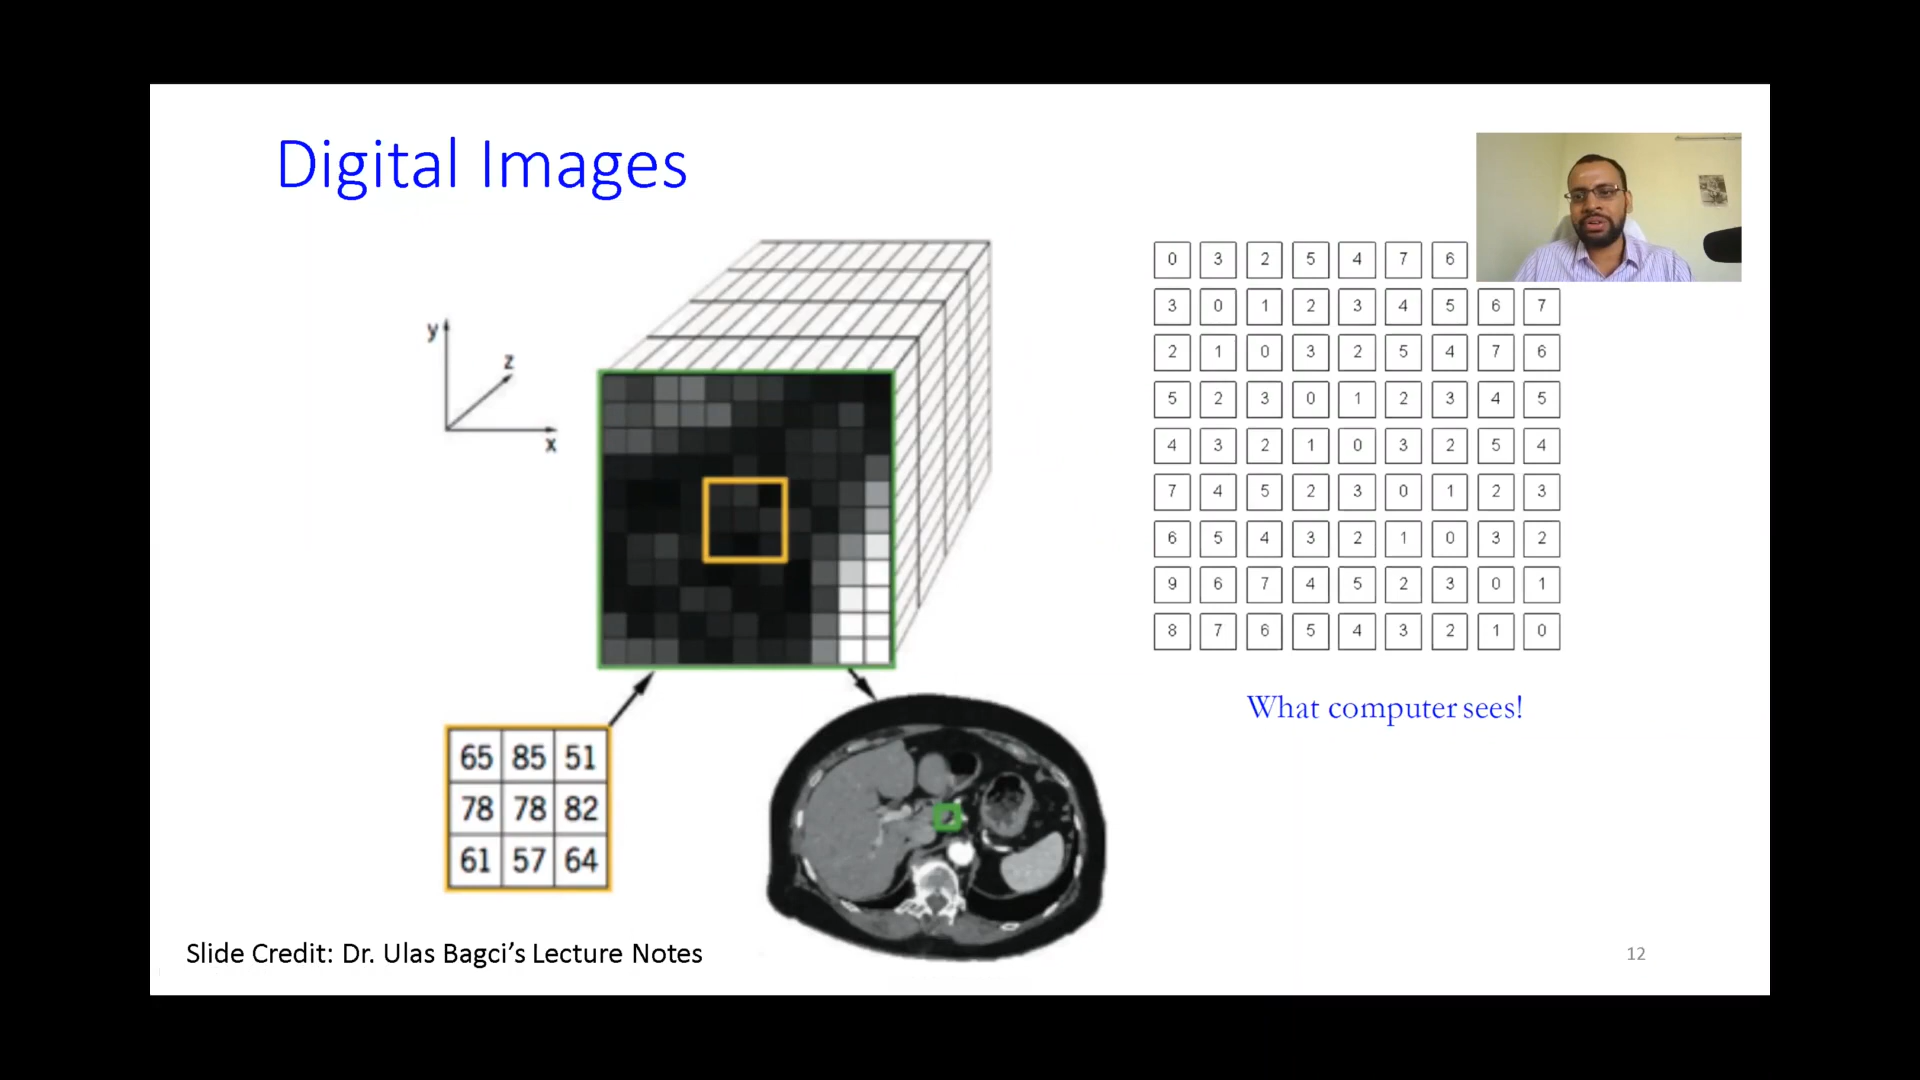 Digital Images
y
z
x
0 3 2 5 4 7 6
3 0 1 2 3 4 5 6 7
2 1 0 3 2 5 4 7 6
5 2 3 0 1 2 3 4 5
4 3 2 1 0 3 2 5 4
7 4 5 2 3 0 1 2 3
6 5 4 3 2 1 0 3 2
9 6 7 4 5 2 3 0 1
8 7 6 5 4 3 2 1 0
What computer sees!
65 85 51
78 78 82
61 57 64
Slide Credit: Dr. Ulas Bagci's Lecture Notes
12